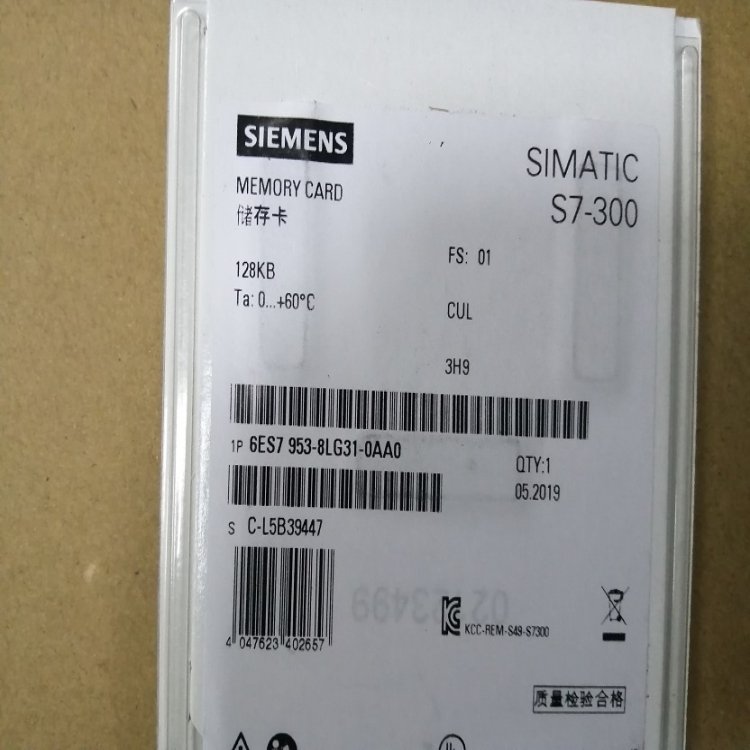 SIEMENS
SIMATIC
S7-300
MEMORY CARD
储存卡
128KB
Ta: 0...+60°C
FS: 01
CUL
3H9
1P 6ES7 953-8LG31-0AA0
QTY:1
05.2019
S C-L5B39447
4 047623 402657
KCC-REM-S49-S7300
质量检验合格